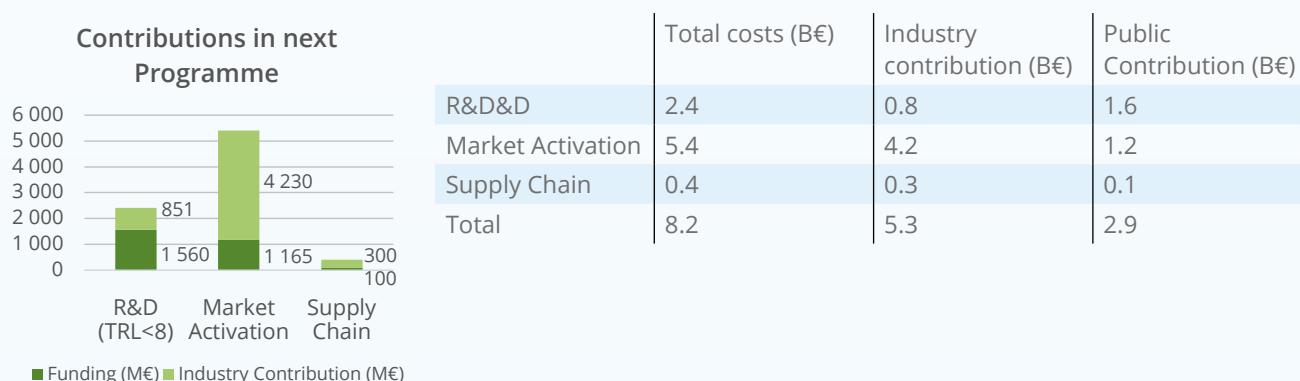 Contributions in next
Programme
6 000
5 000
4 000
3 000
2 000
1 000
0
851
1 560
4 230
1 165
300
100
R&D
(TRL<8)
Market
Activation
Supply
Chain
Funding (M€) Industry Contribution (M€)
Total costs (B€) Industry contribution (B€) Public Contribution (B€)
R&D&D 2.4 0.8 1.6
Market Activation 5.4 4.2 1.2
Supply Chain 0.4 0.3 0.1
Total 8.2 5.3 2.9